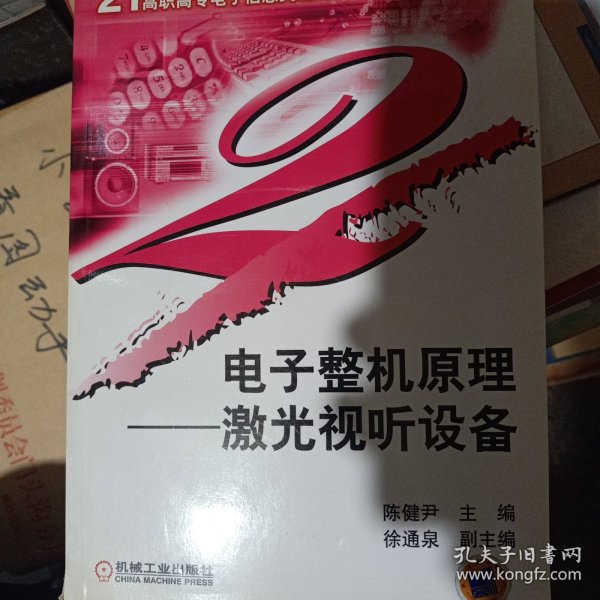 21高职高专电子信息
电子整机原理
——激光视听设备
陈健尹 主编
徐通泉 副主编
机械工业出版社
CHINA MACHINE PRESS
孔夫子旧书网
www.kongfz.com